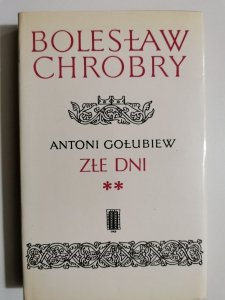 BOLESŁAW
CHROBRY
ANTONI GOŁUBIEW
ZŁE DNI
**